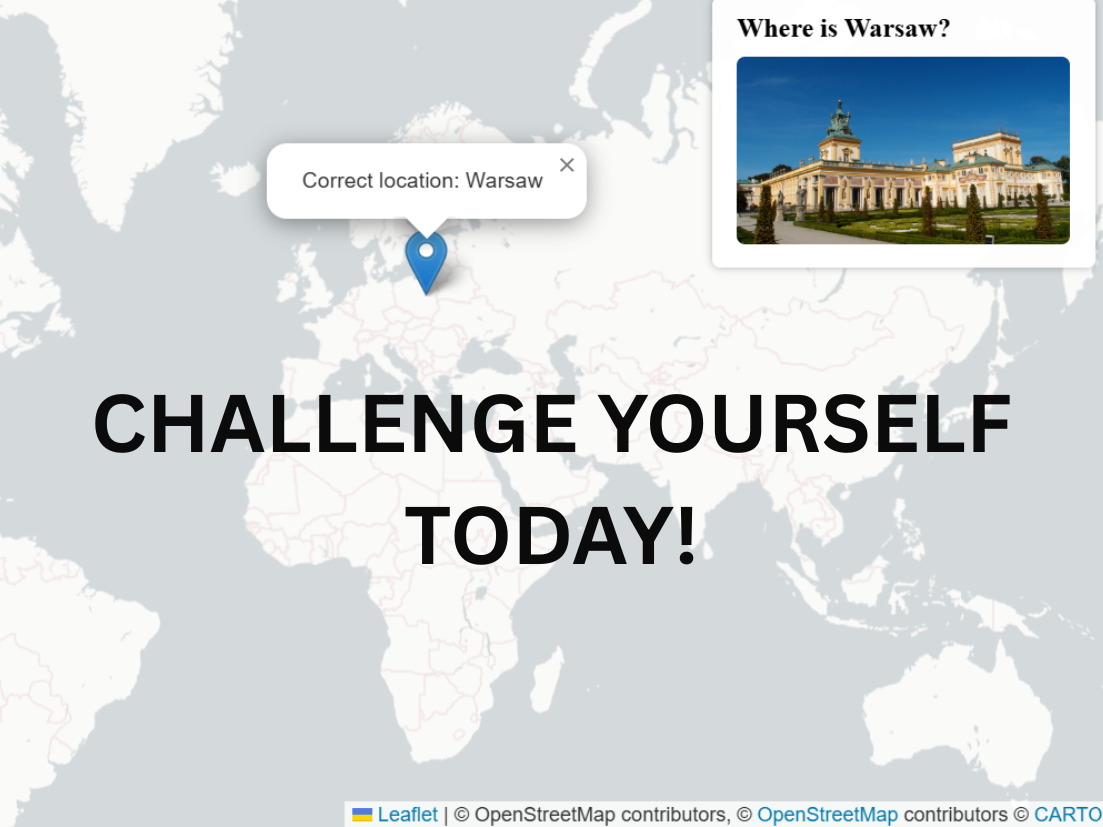 Where is Warsaw?
Correct location: Warsaw ×
CHALLENGE YOURSELF
TODAY!
Leaflet | © OpenStreetMap contributors, © OpenStreetMap contributors © CARTO